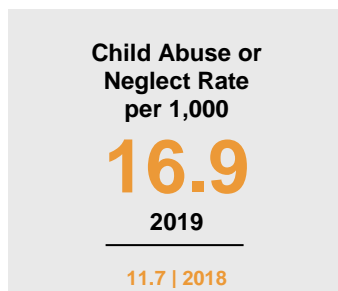 Child Abuse or
Neglect Rate
per 1,000
16.9
2019
11.7 | 2018